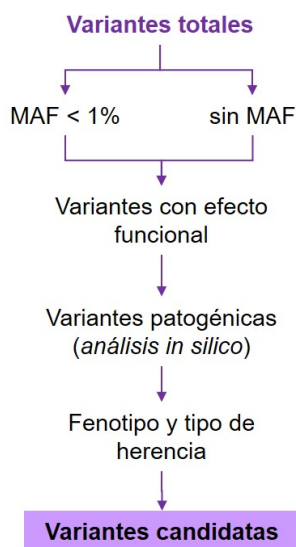 Variantes totales
MAF < 1%
sin MAF
Variantes con efecto
funcional
Variantes patogénicas
(análisis in silico)
Fenotipo y tipo de
herencia
Variantes candidatas